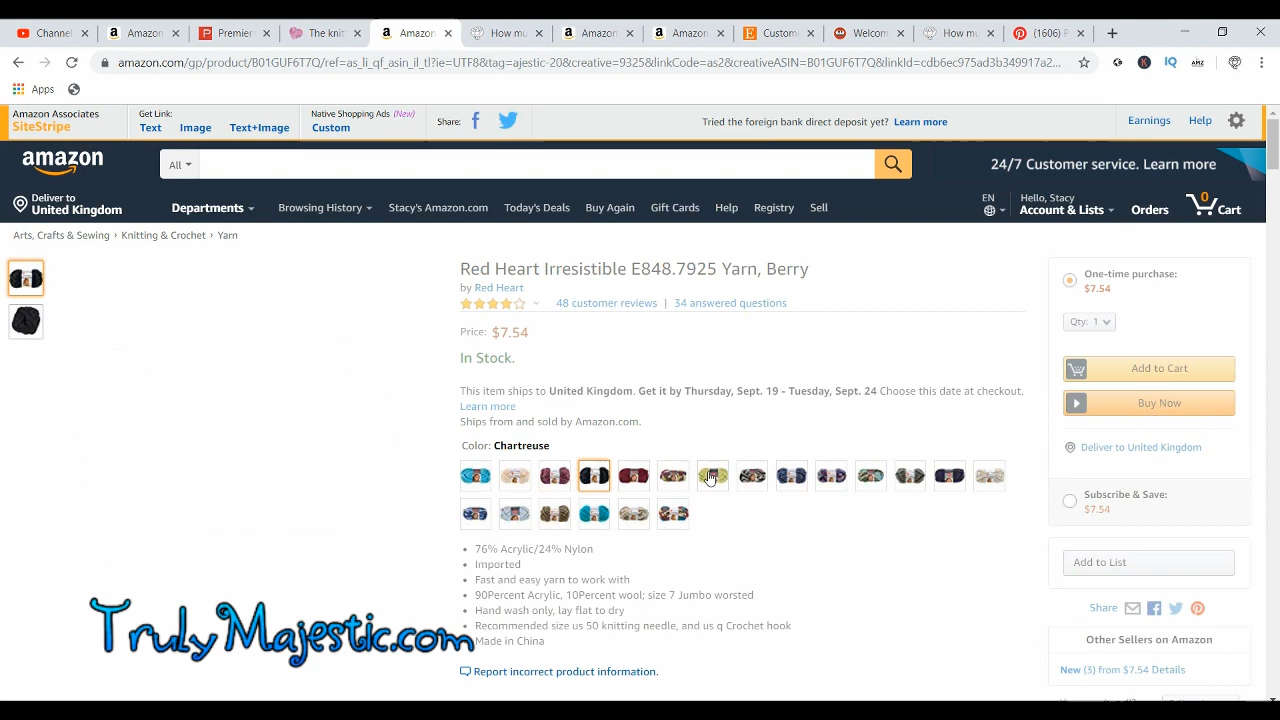 Channel
Amazon
Premier
The knit
Amazon
How mu
Amazon
Amazon
Custom
Welcom
How mu
(1606) P
amazon.com/gp/product/B01GUF6T7Q/ref=as_li_qf_asin_il_tl?ie=UTF8&tag=ajestic-20&creative=9325&linkCode=as2&creativeASIN=B01GUF6T7Q&linkId=cdb6ec975ad3b349917a2...
Apps
Amazon Associates
SiteStripe
Get Link:
Text Image Text+Image
Native Shopping Ads (New)
Custom
Share:
Tried the foreign bank direct deposit yet? Learn more
Earnings Help
amazon
All
24/7 Customer service. Learn more
Deliver to
United Kingdom
Departments Browsing History Stacy's Amazon.com Today's Deals Buy Again Gift Cards Help Registry Sell
EN
Hello, Stacy
Account & Lists
Orders
0
Cart
Arts, Crafts & Sewing › Knitting & Crochet › Yarn
Red Heart Irresistible E848.7925 Yarn, Berry
by Red Heart
48 customer reviews | 34 answered questions
Price: $7.54
In Stock.
This item ships to United Kingdom. Get it by Thursday, Sept. 19 - Tuesday, Sept. 24 Choose this date at checkout.
Learn more
Ships from and sold by Amazon.com.
Color: Chartreuse
• 76% Acrylic/24% Nylon
• Imported
• Fast and easy yarn to work with
• 90Percent Acrylic, 10Percent wool; size 7 Jumbo worsted
• Hand wash only, lay flat to dry
• Recommended size us 50 knitting needle, and us q Crochet hook
Made in China
Report incorrect product information.
One-time purchase:
$7.54
Qty: 1
Add to Cart
Buy Now
Deliver to United Kingdom
Subscribe & Save:
$7.54
Add to List
Share
Other Sellers on Amazon
New (3) from $7.54 Details
TrulyMajestic.com